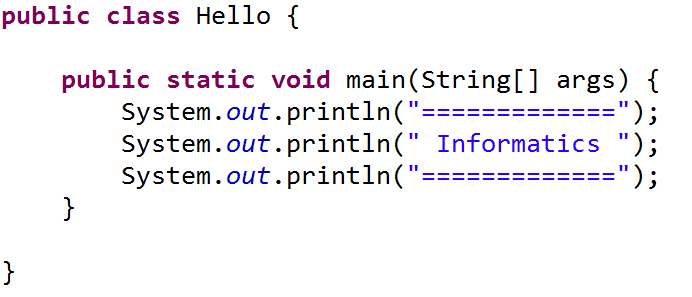 public class Hello {
    public static void main(String[] args) {
        System.out.println("=============");
        System.out.println(" Informatics ");
        System.out.println("=============");
    }
}